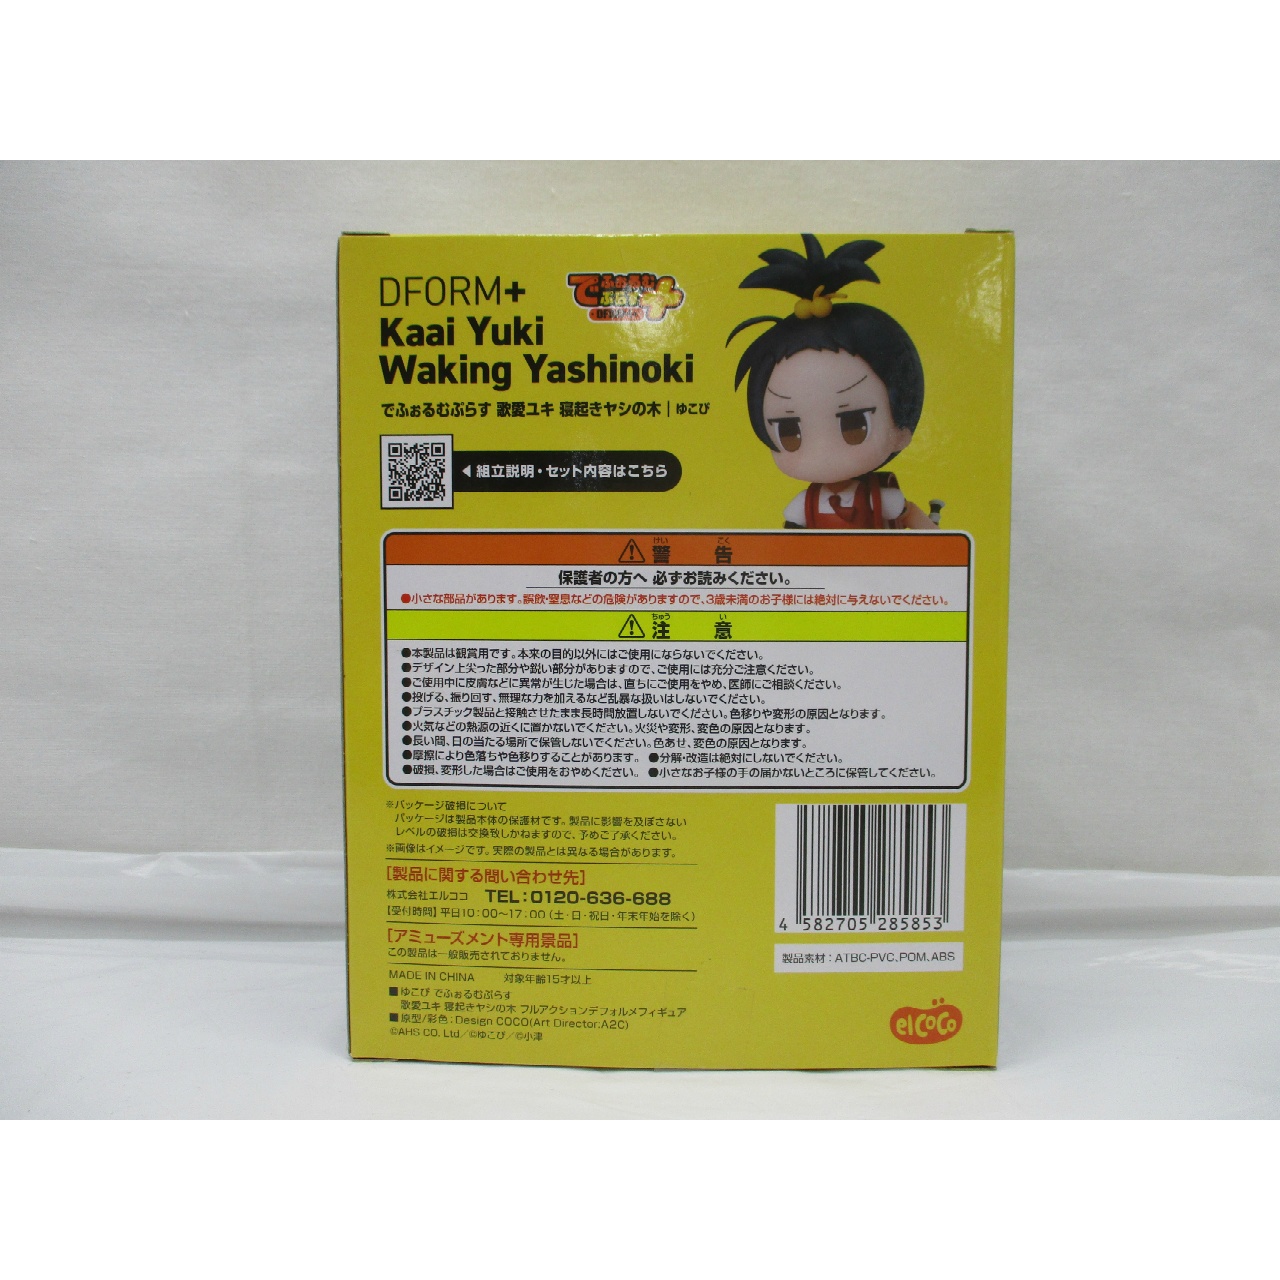 DFORM+
でふぉるむぷらす
DFORM+
Kaai Yuki
Waking Yashinoki
でふぉるむぷらす 歌愛ユキ 寝起きヤシの木｜ゆこぴ
◀組立説明・セット内容はこちら
けい こく
⚠警 告
保護者の方へ 必ずお読みください。
●小さな部品があります。誤飲・窒息などの危険がありますので、3歳未満のお子様には絶対に与えないでください。
ちゅう い
⚠注 意
●本製品は観賞用です。本来の目的以外にはご使用にならないでください。
●デザイン上尖った部分や鋭い部分がありますので、ご使用には充分ご注意ください。
●ご使用中に皮膚などに異常が生じた場合は、直ちにご使用をやめ、医師にご相談ください。
●投げる、振り回す、無理な力を加えるなど乱暴な扱いはしないでください。
●プラスチック製品と接触させたまま長時間放置しないでください。色移りや変形の原因となります。
●火気などの熱源の近くに置かないでください。火災や変形、変色の原因となります。
●長い間、日の当たる場所で保管しないでください。色あせ、変色の原因となります。
●摩擦により色落ちや色移りすることがあります。 ●分解・改造は絶対にしないでください。
●破損、変形した場合はご使用をおやめください。 ●小さなお子様の手の届かないところに保管してください。
※パッケージ破損について
パッケージは製品本体の保護材です。製品に影響を及ぼさない
レベルの破損は交換致しかねますので、予めご了承ください。
※画像はイメージです。実際の製品とは異なる場合があります。
[製品に関する問い合わせ先]
株式会社エルココ TEL：0120-636-688
【受付時間】平日10：00～17：00（土・日・祝日・年末年始を除く）
[アミューズメント専用景品]
この製品は一般販売されておりません。
MADE IN CHINA 対象年齢15才以上
■ゆこぴ でふぉるむぷらす
歌愛ユキ 寝起きヤシの木 フルアクションデフォルメフィギュア
■原型/彩色：Design COCO(Art Director:A2C)
©AHS CO. Ltd／©ゆこぴ／©小津
4 582705 285853
製品素材：ATBC-PVC、POM、ABS
elCoCo